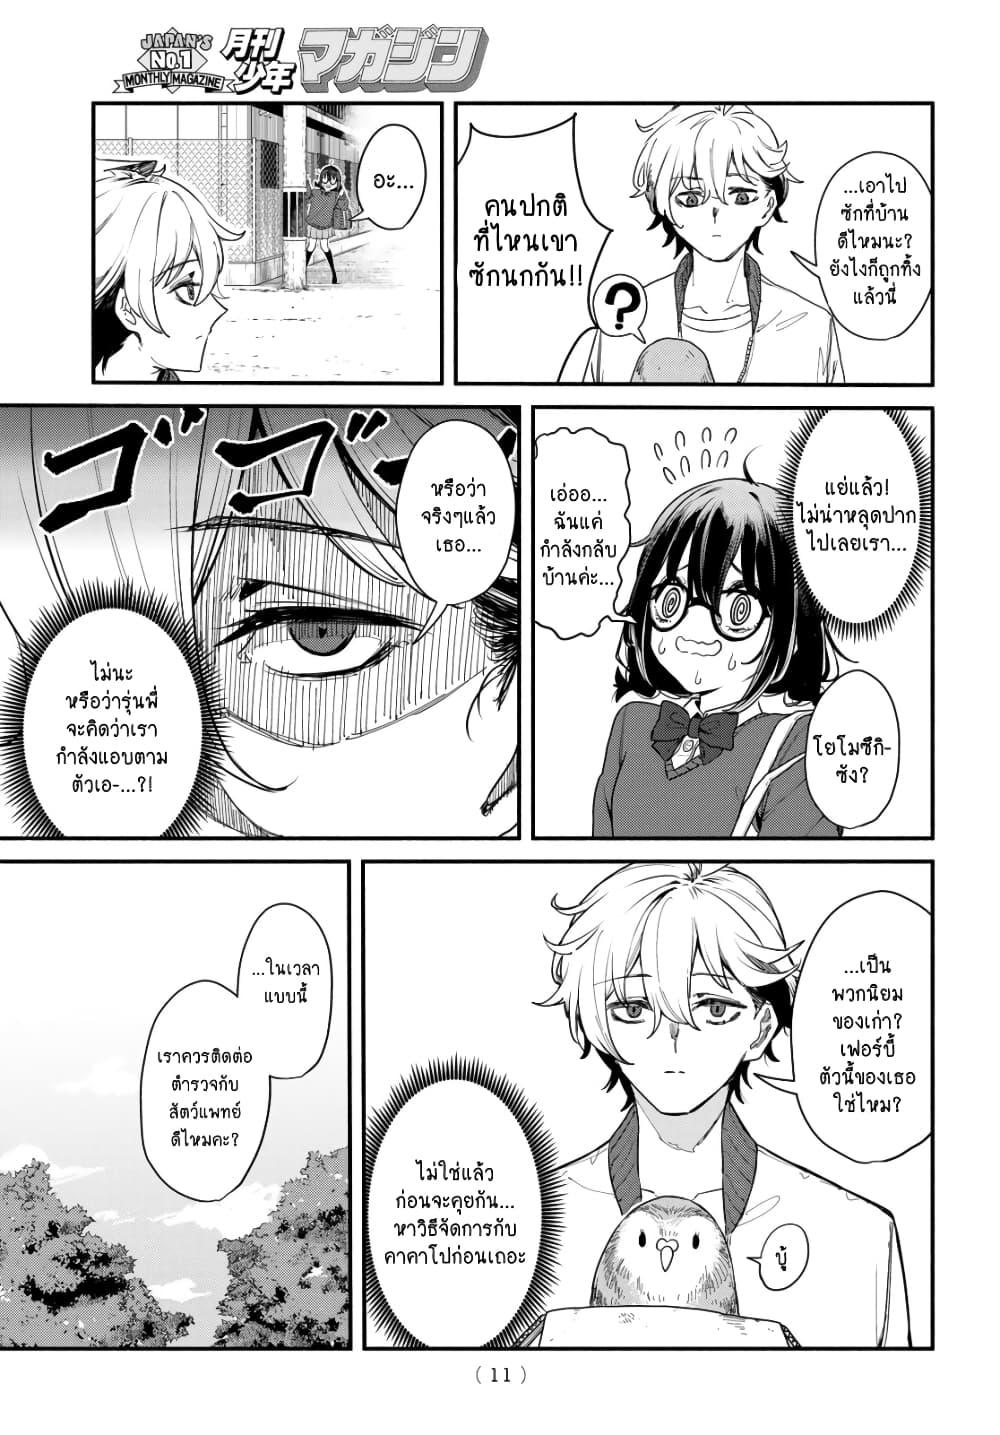 JAPAN'S
No.1
MONTHLY MAGAZINE
月刊
少年
マガジン
...เอาไป
ซักที่บ้าน
ดีไหมนะ?
ยังไงก็ถูกทิ้ง
แล้วนี่
?
คนปกติ
ที่ไหนเขา
ซักนกกัน!!
อะ...
แย่แล้ว!
ไม่น่าหลุดปาก
ไปเลยเรา...
เอ่ออ...
ฉันแค่
กำลังกลับ
บ้านค่ะ...
โยโมซึกิ-
ซัง?
หรือว่า
จริงๆแล้ว
เธอ...
ゴゴゴ
ไม่นะ
หรือว่ารุ่นพี่
จะคิดว่าเรา
กำลังแอบตาม
ตัวเอ-...?!
...เป็น
พวกนิยม
ของเก่า?
เฟอร์บี้
ตัวนี้ของเธอ
ใช่ไหม?
บู้
ไม่ใช่แล้ว
ก่อนจะคุยกัน...
หาวิธีจัดการกับ
คาคาโปก่อนเถอะ
...ในเวลา
แบบนี้
เราควรติดต่อ
ตำรวจกับ
สัตว์แพทย์
ดีไหมคะ?
( 11 )